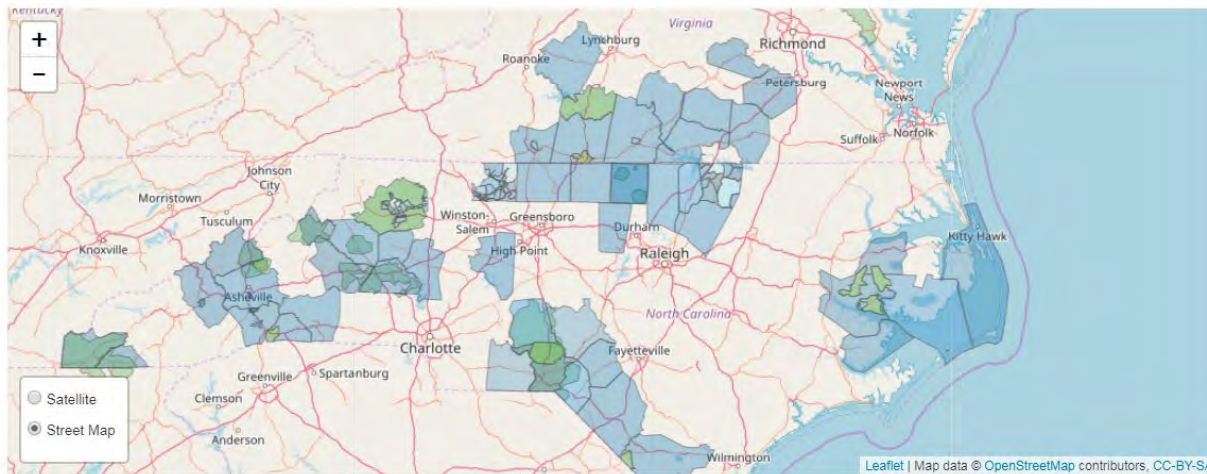 Kentucky
Virginia
Lynchburg
Richmond
+
Roanoke
−
Petersburg
Newport
News
Suffolk
Norfolk
Johnson
City
Morristown
Tusculum
Winston-
Salem
Greensboro
Knoxville
High Point
Durham
Kitty Hawk
Raleigh
Asheville
North Carolina
Charlotte
Fayetteville
Greenville
Spartanburg
Satellite
Clemson
Street Map
Anderson
Wilmington
Leaflet | Map data © OpenStreetMap contributors, CC-BY-SA